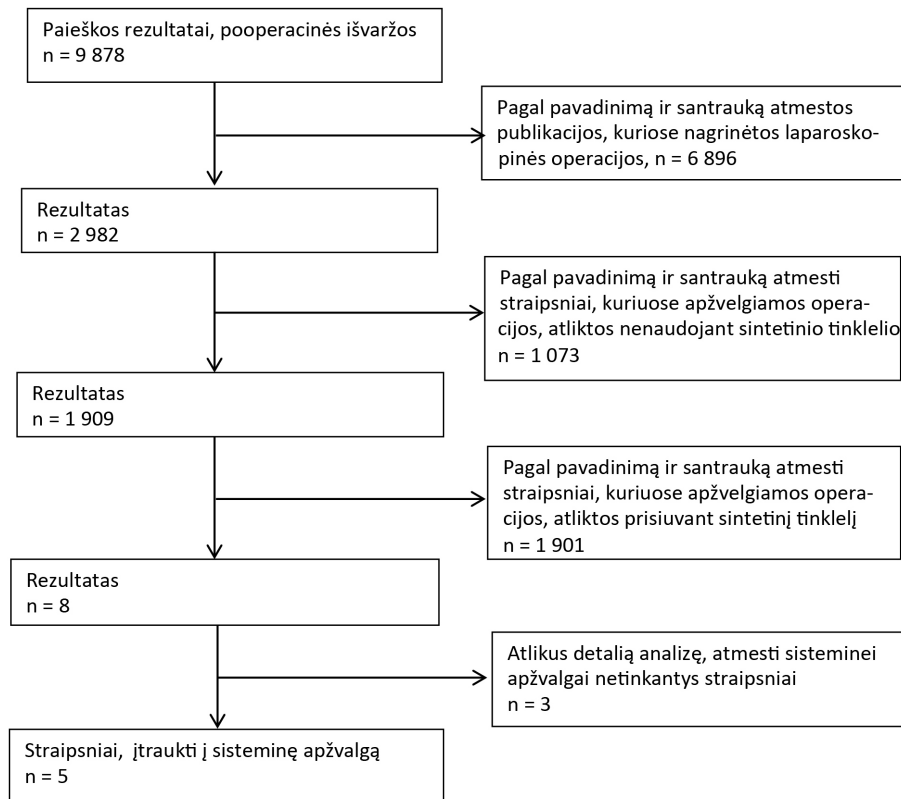 Paieškos rezultatai, pooperacinės išvaržos
n = 9 878
Pagal pavadinimą ir santrauką atmestos
publikacijos, kuriose nagrinėtos laparosko-
pinės operacijos, n = 6 896
Rezultatas
n = 2 982
Pagal pavadinimą ir santrauką atmesti
straipsniai, kuriuose apžvelgiamos opera-
cijos, atliktos nenaudojant sintetinio tinklelio
n = 1 073
Rezultatas
n = 1 909
Pagal pavadinimą ir santrauką atmesti
straipsniai, kuriuose apžvelgiamos opera-
cijos, atliktos prisiuvant sintetinį tinklelį
n = 1 901
Rezultatas
n = 8
Atlikus detalią analizę, atmesti sisteminei
apžvalgai netinkantys straipsniai
n = 3
Straipsniai, įtraukti į sisteminę apžvalgą
n = 5